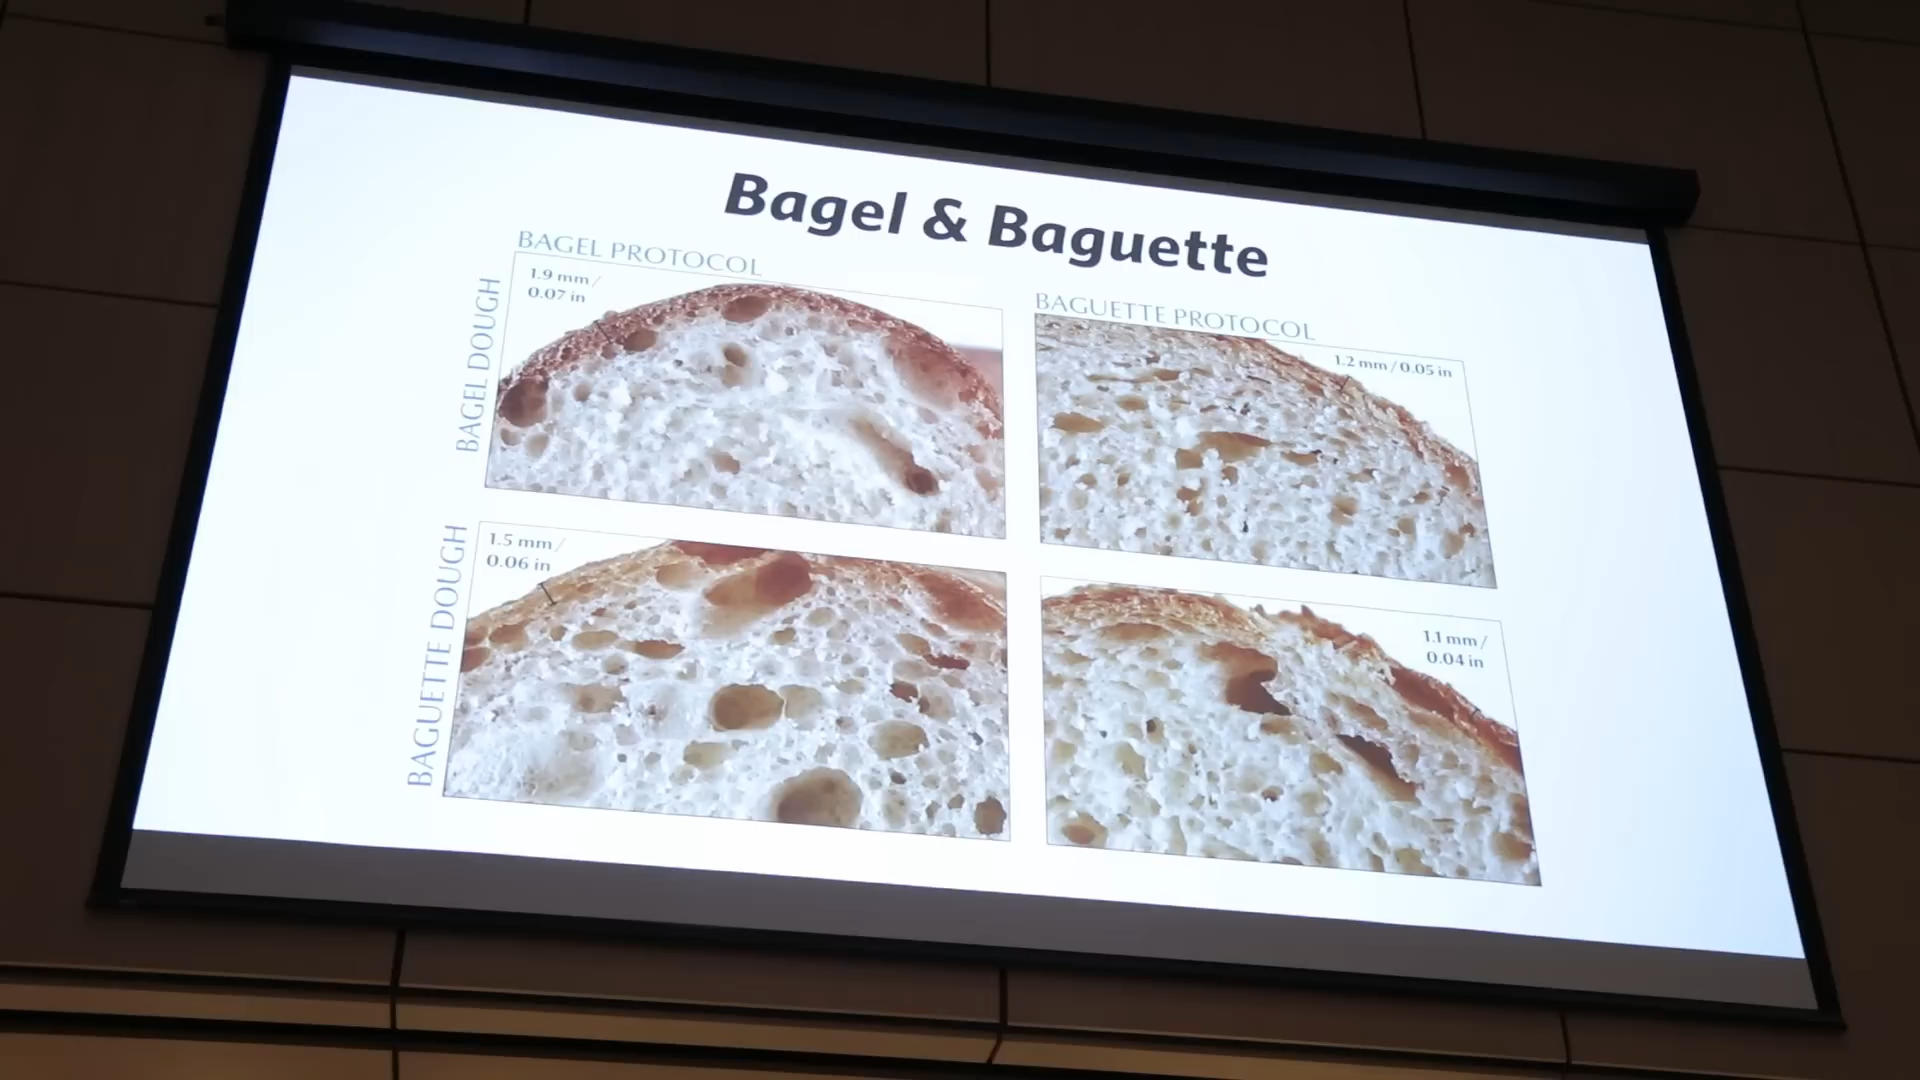 Bagel & Baguette
BAGEL PROTOCOL
BAGUETTE PROTOCOL
BAGEL DOUGH
1.9 mm/
0.07 in
1.2 mm/0.05 in
BAGUETTE DOUGH
1.5 mm/
0.06 in
1.1 mm/
0.04 in